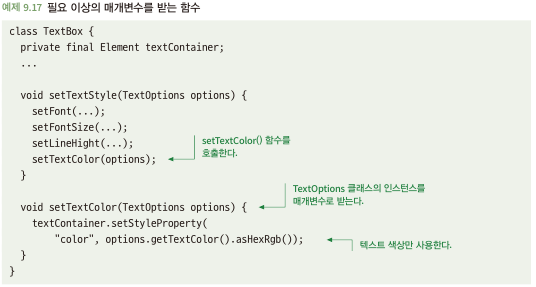 예제 9.17 필요 이상의 매개변수를 받는 함수
class TextBox {
private final Element textContainer;
...
void setTextStyle(TextOptions options) {
setFont(...);
setFontSize(...);
setLineHight(...);
setTextColor(options);
setTextColor() 함수를
호출한다.
}
TextOptions 클래스의 인스턴스를
매개변수로 받는다.
void setTextColor(TextOptions options) {
textContainer.setStyleProperty(
"color", options.getTextColor().asHexRgb());
텍스트 색상만 사용한다.
}
}